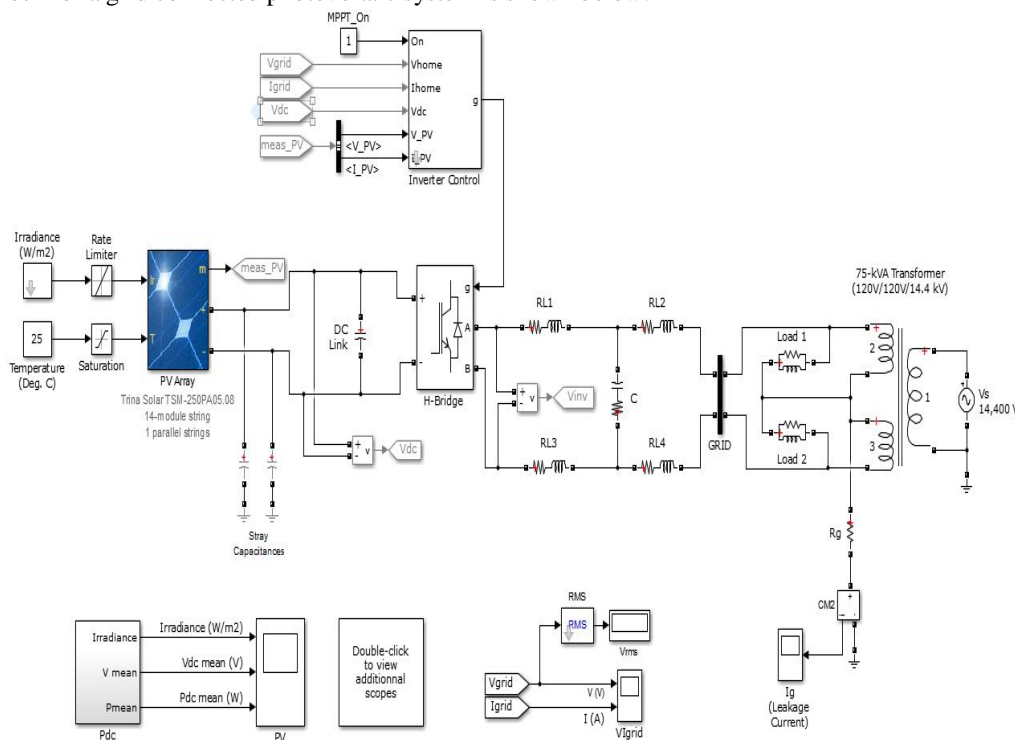 MPPT_On
1
On
Vgrid
Vhome
Igrid
Ihome
Vdc
Vdc
g
V_PV
meas_PV
<V_PV>
I_PV
<I_PV>
Inverter Control
Irradiance
(W/m2)
Rate
Limiter
Ir
m
meas_PV
+
25
T
-
Temperature
(Deg. C)
Saturation
PV Array
Trina Solar TSM-250PA05.08
14-module string
1 parallel strings
DC
Link
+
-
g
A
B
H-Bridge
Stray
Capacitances
+
-
v
Vdc
RL1
RL2
+
-
v
Vinv
C
RL3
RL4
GRID
75-kVA Transformer
(120V/120V/14.4 kV)
Load 1
Load 2
2
1
3
Vs
14,400 V
Rg
CM2
Ig
(Leakage
Current)
Irradiance
V mean
Pmean
Pdc
Irradiance (W/m2)
Vdc mean (V)
Pdc mean (W)
PV
Double-click
to view
additionnal
scopes
RMS
RMS
Vrms
Vgrid
Igrid
V (V)
I (A)
VIgrid